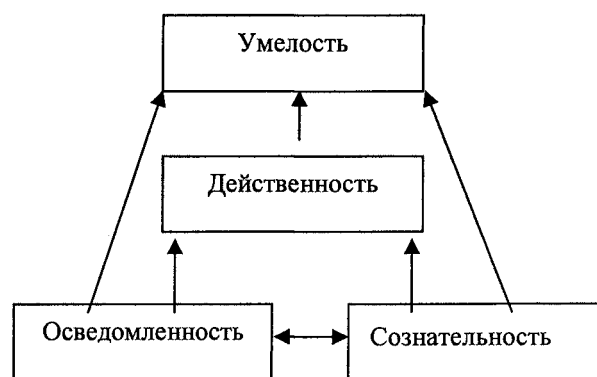 Умелость
Действенность
Осведомленность
Сознательность